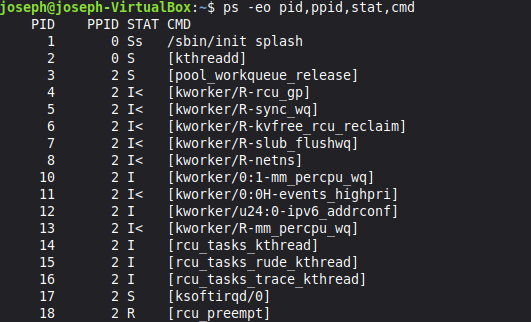 joseph@joseph-VirtualBox:~$ ps -eo pid,ppid,stat,cmd
PID PPID STAT CMD
1 0 Ss /sbin/init splash
2 0 S [kthreadd]
3 2 S [pool_workqueue_release]
4 2 I< [kworker/R-rcu_gp]
5 2 I< [kworker/R-sync_wq]
6 2 I< [kworker/R-kvfree_rcu_reclaim]
7 2 I< [kworker/R-slub_flushwq]
8 2 I< [kworker/R-netns]
10 2 I [kworker/0:1-mm_percpu_wq]
11 2 I< [kworker/0:0H-events_highpri]
12 2 I [kworker/u24:0-ipv6_addrconf]
13 2 I< [kworker/R-mm_percpu_wq]
14 2 I [rcu_tasks_kthread]
15 2 I [rcu_tasks_rude_kthread]
16 2 I [rcu_tasks_trace_kthread]
17 2 S [ksoftirqd/0]
18 2 R [rcu_preempt]